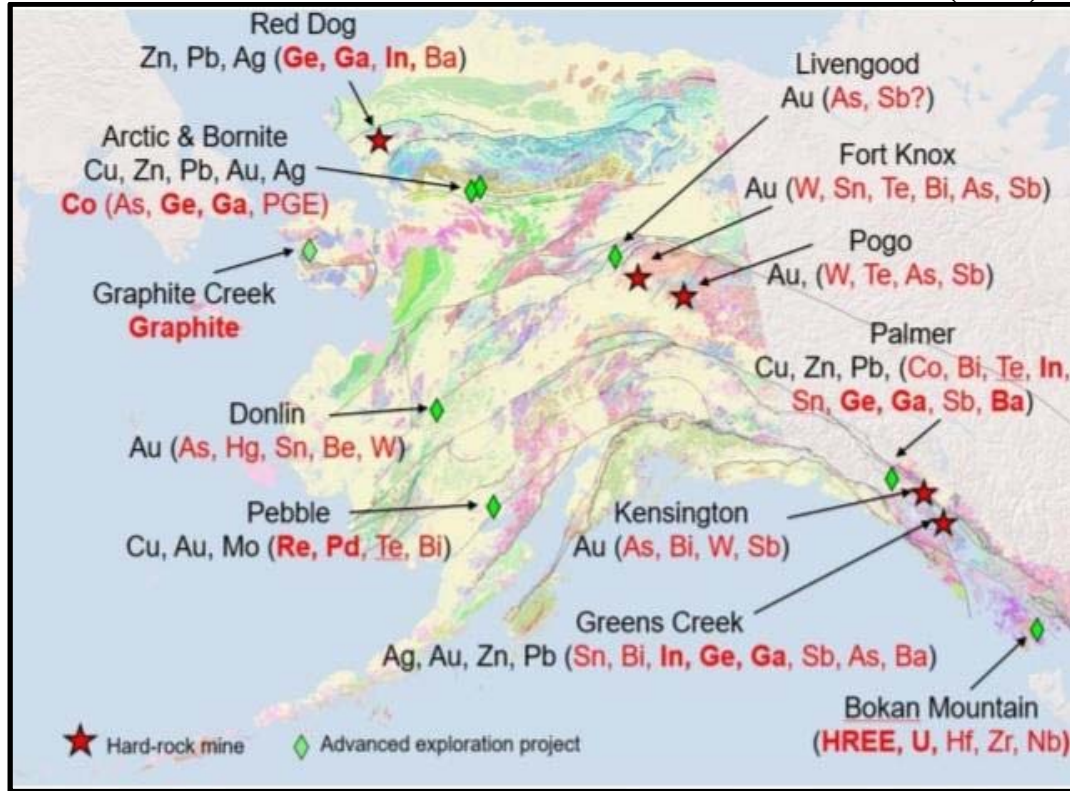 Red Dog
Zn, Pb, Ag (Ge, Ga, In, Ba)
Livengood
Au (As, Sb?)
Arctic & Bornite
Cu, Zn, Pb, Au, Ag
Co (As, Ge, Ga, PGE)
Fort Knox
Au (W, Sn, Te, Bi, As, Sb)
Pogo
Au, (W, Te, As, Sb)
Graphite Creek
Graphite
Palmer
Cu, Zn, Pb, (Co, Bi, Te, In,
Sn, Ge, Ga, Sb, Ba)
Donlin
Au (As, Hg, Sn, Be, W)
Pebble
Cu, Au, Mo (Re, Pd, Te, Bi)
Kensington
Au (As, Bi, W, Sb)
Greens Creek
Ag, Au, Zn, Pb (Sn, Bi, In, Ge, Ga, Sb, As, Ba)
Bokan Mountain
(HREE, U, Hf, Zr, Nb)
Hard-rock mine
Advanced exploration project